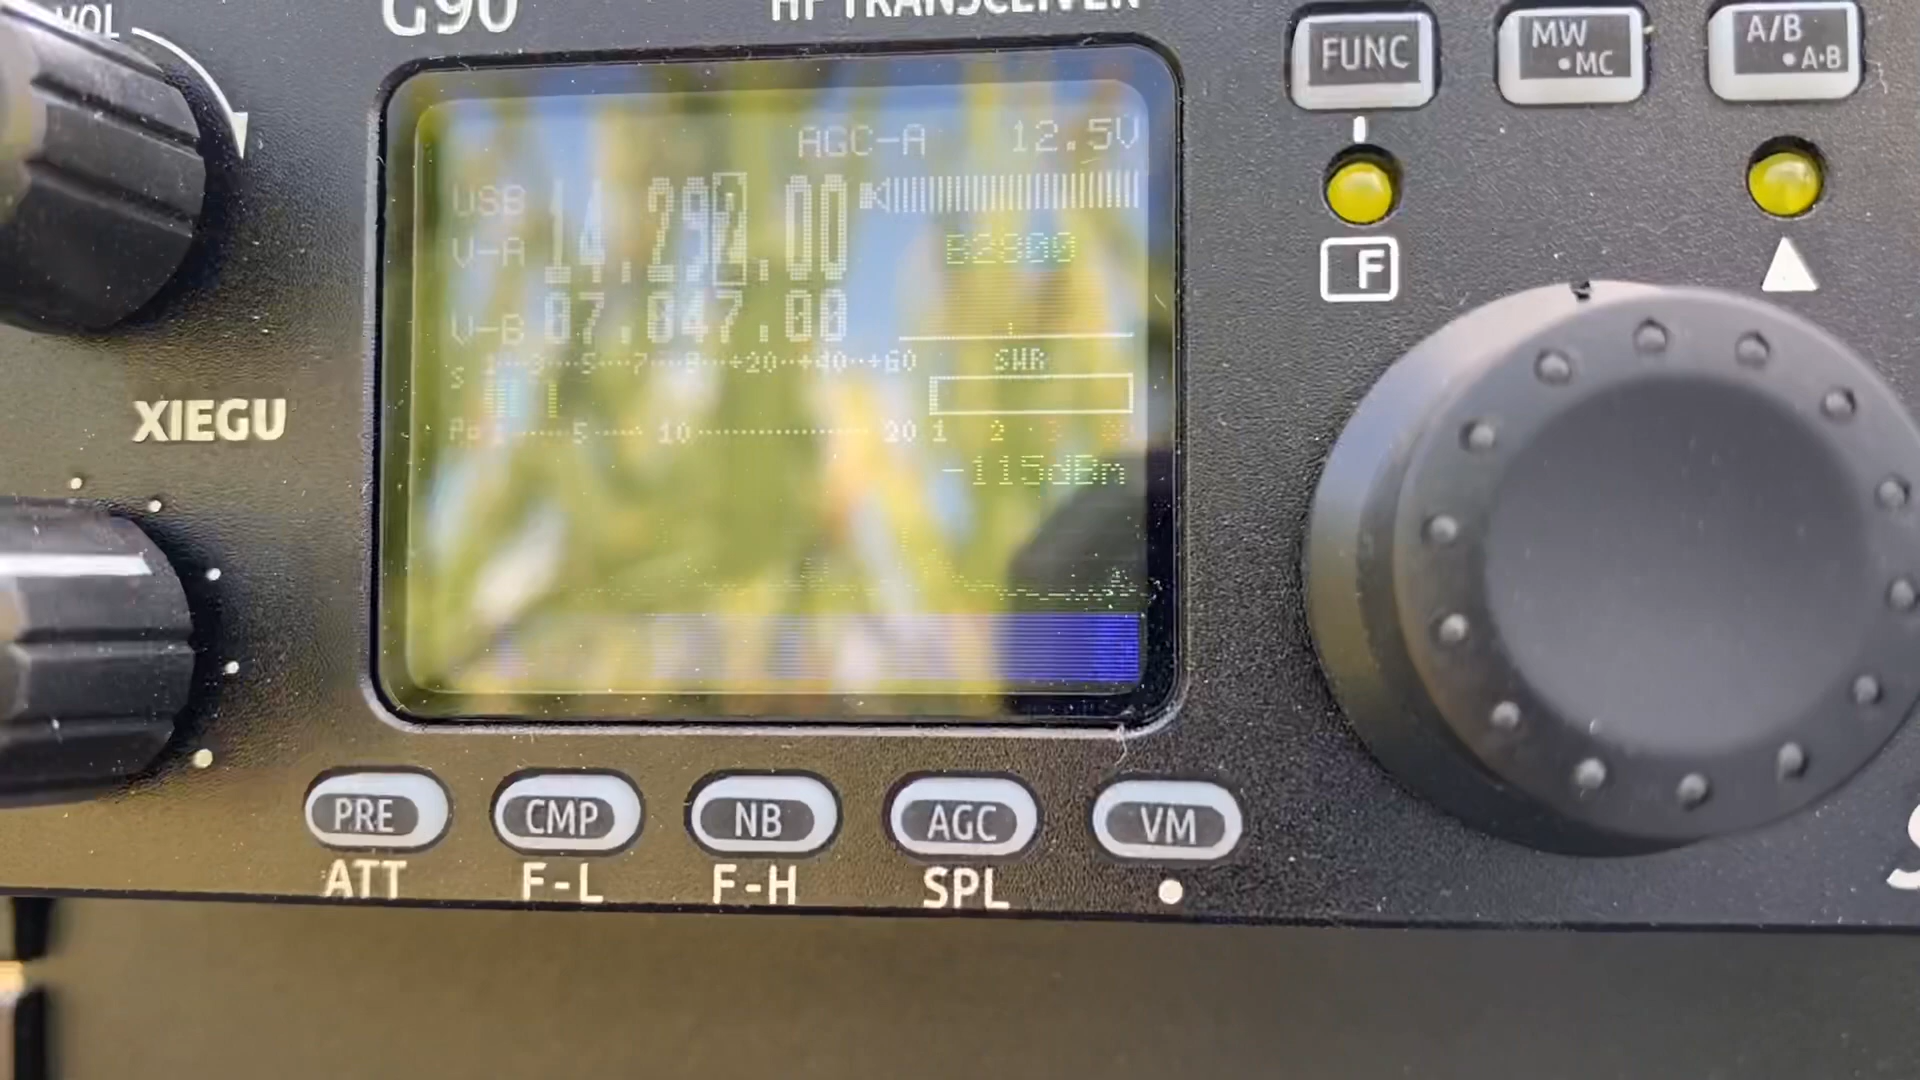 VOL
G90
HF TRANSCEIVER
FUNC
MW
•MC
A/B
•A•B
AGC-A 12.5V
USB 14.292.00
V-A
B2900
V-B 07.047.00
S 1 3 5 7 9 +20 +40 +60
SWR
Po 1 5 10 20
1 2 3
-115dBm
F
XIEGU
PRE
CMP
NB
AGC
VM
ATT
F-L
F-H
SPL